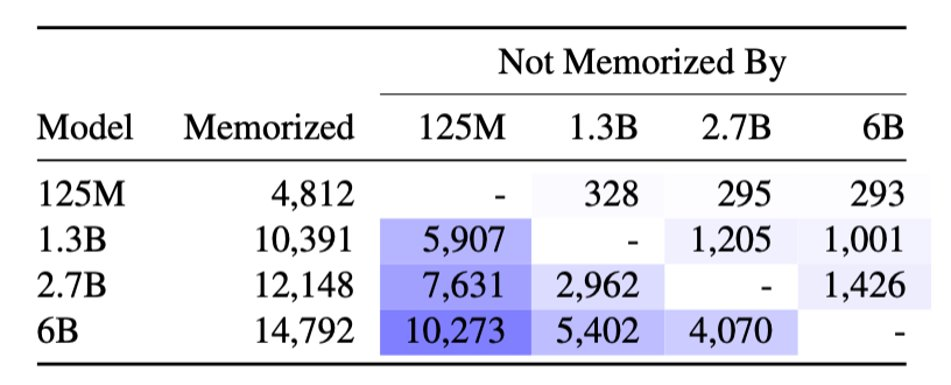 Not Memorized By
Model Memorized 125M 1.3B 2.7B 6B
125M 4,812 - 328 295 293
1.3B 10,391 5,907 - 1,205 1,001
2.7B 12,148 7,631 2,962 - 1,426
6B 14,792 10,273 5,402 4,070 -